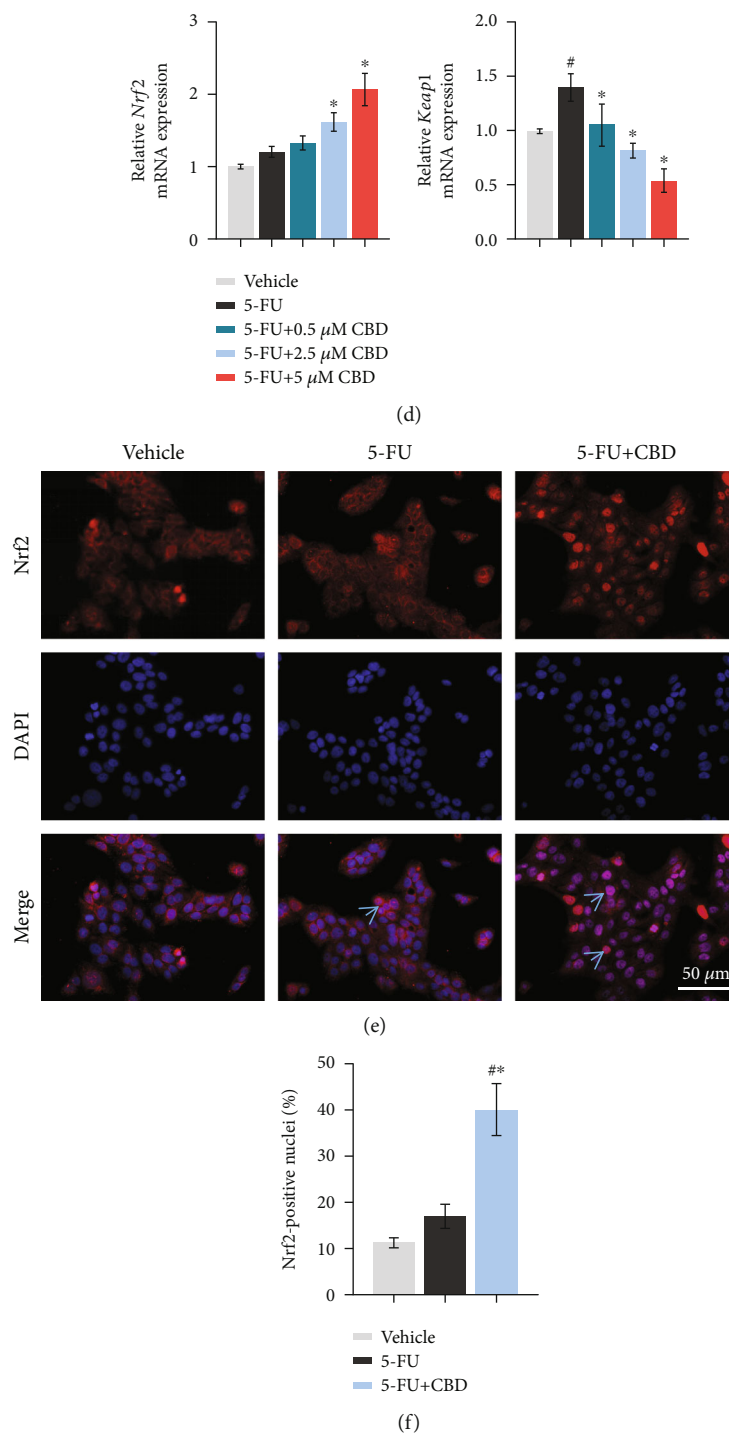 Relative Nrf2
mRNA expression
3
2
1
0
*
*
Relative Keap1
mRNA expression
2.0
1.5
1.0
0.5
0.0
#
*
*
*
Vehicle
5-FU
5-FU+0.5 μM CBD
5-FU+2.5 μM CBD
5-FU+5 μM CBD
(d)
Vehicle
5-FU
5-FU+CBD
Nrf2
DAPI
Merge
50 μm
(e)
Nrf2-positive nuclei (%)
50
40
30
20
10
0
#*
Vehicle
5-FU
5-FU+CBD
(f)